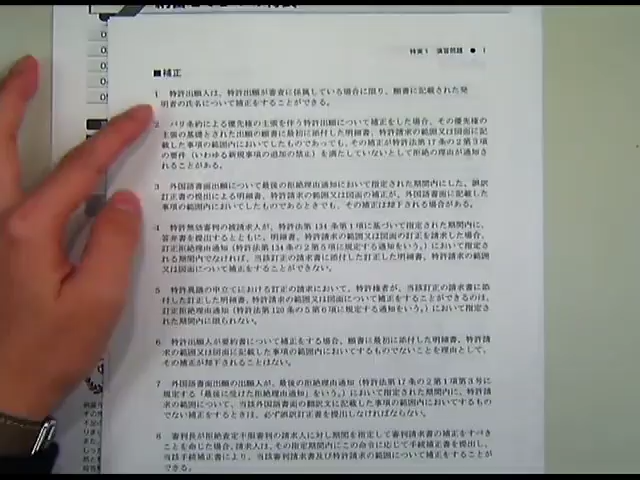 特実1 演習問題 ● 1
■補正
1 特許出願人は、特許出願が審査に係属している場合に限り、願書に記載された発
明者の氏名について補正をすることができる。
2 パリ条約による優先権の主張を伴う特許出願について補正をした場合、その優先権の
主張の基礎とされた出願の願書に最初に添付した明細書、特許請求の範囲又は図面に記
載した事項の範囲内においてしたものであっても、その補正が特許法第17条の2第3項
の要件（いわゆる新規事項の追加の禁止）を満たしていないとして拒絶の理由が通知さ
れることがある。
3 外国語書面出願について最後の拒絶理由通知において指定された期間内にした、誤訳
訂正書の提出による明細書、特許請求の範囲又は図面の補正が、外国語書面に記載した
事項の範囲内においてしたものであるときでも、その補正は却下される場合がある。
4 特許無効審判の被請求人が、特許法第134条第1項に基づいて指定された期間内に、
答弁書を提出するとともに、明細書、特許請求の範囲又は図面の訂正を請求した場合、
訂正拒絶理由通知（特許法第134条の2第5項に規定する通知をいう。）において指定さ
れる期間内でなければ、当該訂正の請求書に添付した訂正した明細書、特許請求の範囲
又は図面について補正をすることができない。
5 特許異議の申立てにおける訂正の請求において、特許権者が、当該訂正の請求書に添
付した訂正した明細書、特許請求の範囲又は図面について補正をすることができるのは、
訂正拒絶理由通知（特許法第120条の5第6項に規定する通知をいう。）において指定さ
れた期間内に限られない。
6 特許出願人が要約書について補正をする場合、願書に最初に添付した明細書、特許請
求の範囲又は図面に記載した事項の範囲内においてするものでないことを理由として、
その補正が却下されることはない。
7 外国語書面出願の出願人が、最後の拒絶理由通知（特許法第17条の2第1項第3号に
規定する「最後に受けた拒絶理由通知」をいう。）において指定された期間内に、特許請
求の範囲について、当該外国語書面の翻訳文に記載した事項の範囲内においてするもの
でない補正をするときは、必ず誤訳訂正書を提出しなければならない。
8 審判長が拒絶査定不服審判の請求人に対し期間を指定して審判請求書の補正をすべき
ことを命じた場合、請求人は、その指定期間内にこの命令に応じて手続補正書を提出し、
当該手続補正書により、当該審判請求書及び特許請求の範囲について補正をすることが
できる。